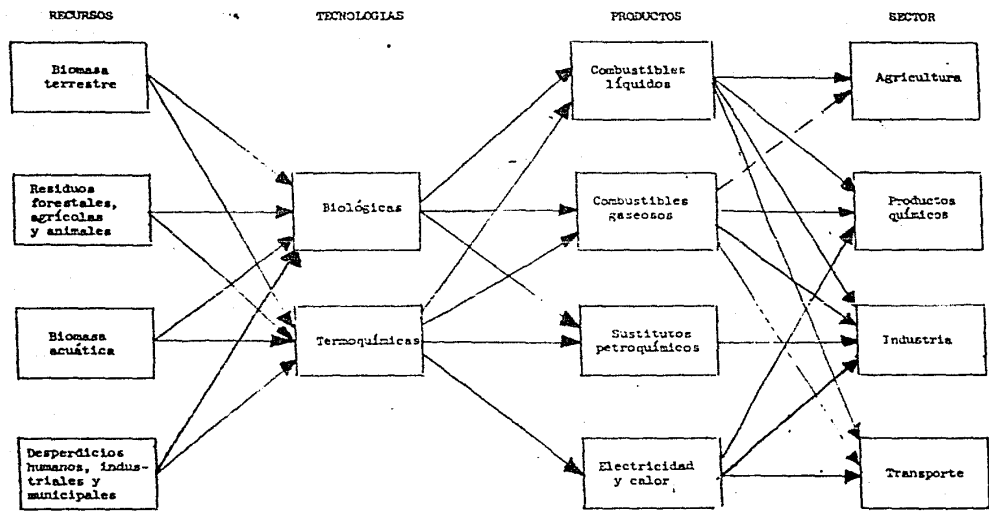 RECURSOS
TECNOLOGIAS
PRODUCTOS
SECTOR
Biomasa
terrestre
Combustibles
líquidos
Agricultura
Residuos
forestales,
agrícolas
y animales
Biológicas
Combustibles
gaseosos
Productos
químicos
Biomasa
acuática
Termoquímicas
Sustitutos
petroquímicos
Industria
Desperdicios
humanos, indus-
triales y
municipales
Electricidad
y calor
Transporte